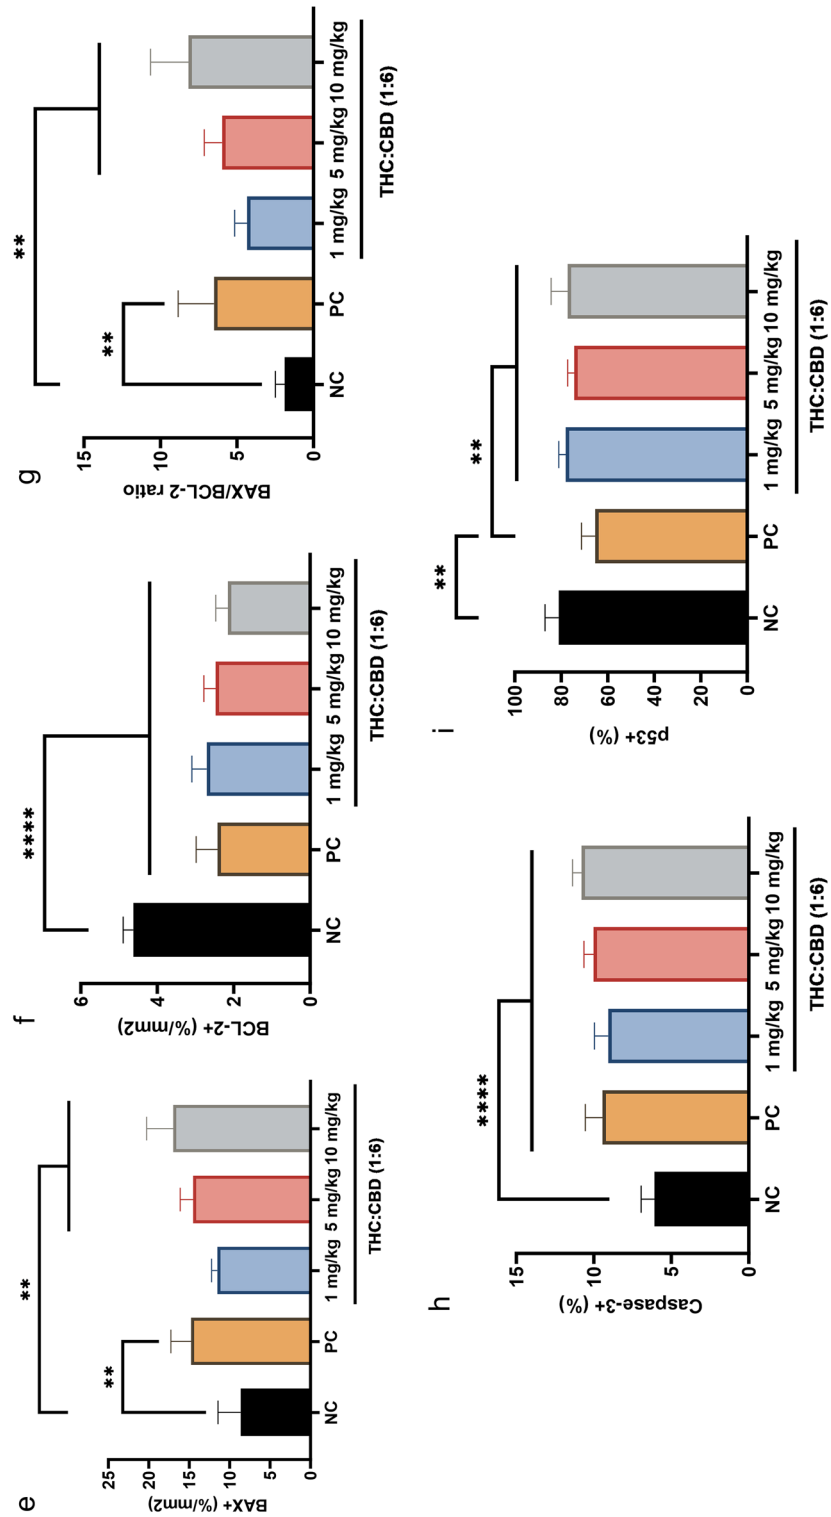 e
**
**
BAX+ (%/mm2)
25
20
15
10
5
0
NC
PC
1 mg/kg
5 mg/kg
10 mg/kg
THC:CBD (1:6)
f
****
BCL-2+ (%/mm2)
6
4
2
0
NC
PC
1 mg/kg
5 mg/kg
10 mg/kg
THC:CBD (1:6)
g
**
**
BAX/BCL-2 ratio
15
10
5
0
NC
PC
1 mg/kg
5 mg/kg
10 mg/kg
THC:CBD (1:6)
h
****
Caspase-3+ (%)
15
10
5
0
NC
PC
1 mg/kg
5 mg/kg
10 mg/kg
THC:CBD (1:6)
i
**
**
p53+ (%)
100
80
60
40
20
0
NC
PC
1 mg/kg
5 mg/kg
10 mg/kg
THC:CBD (1:6)